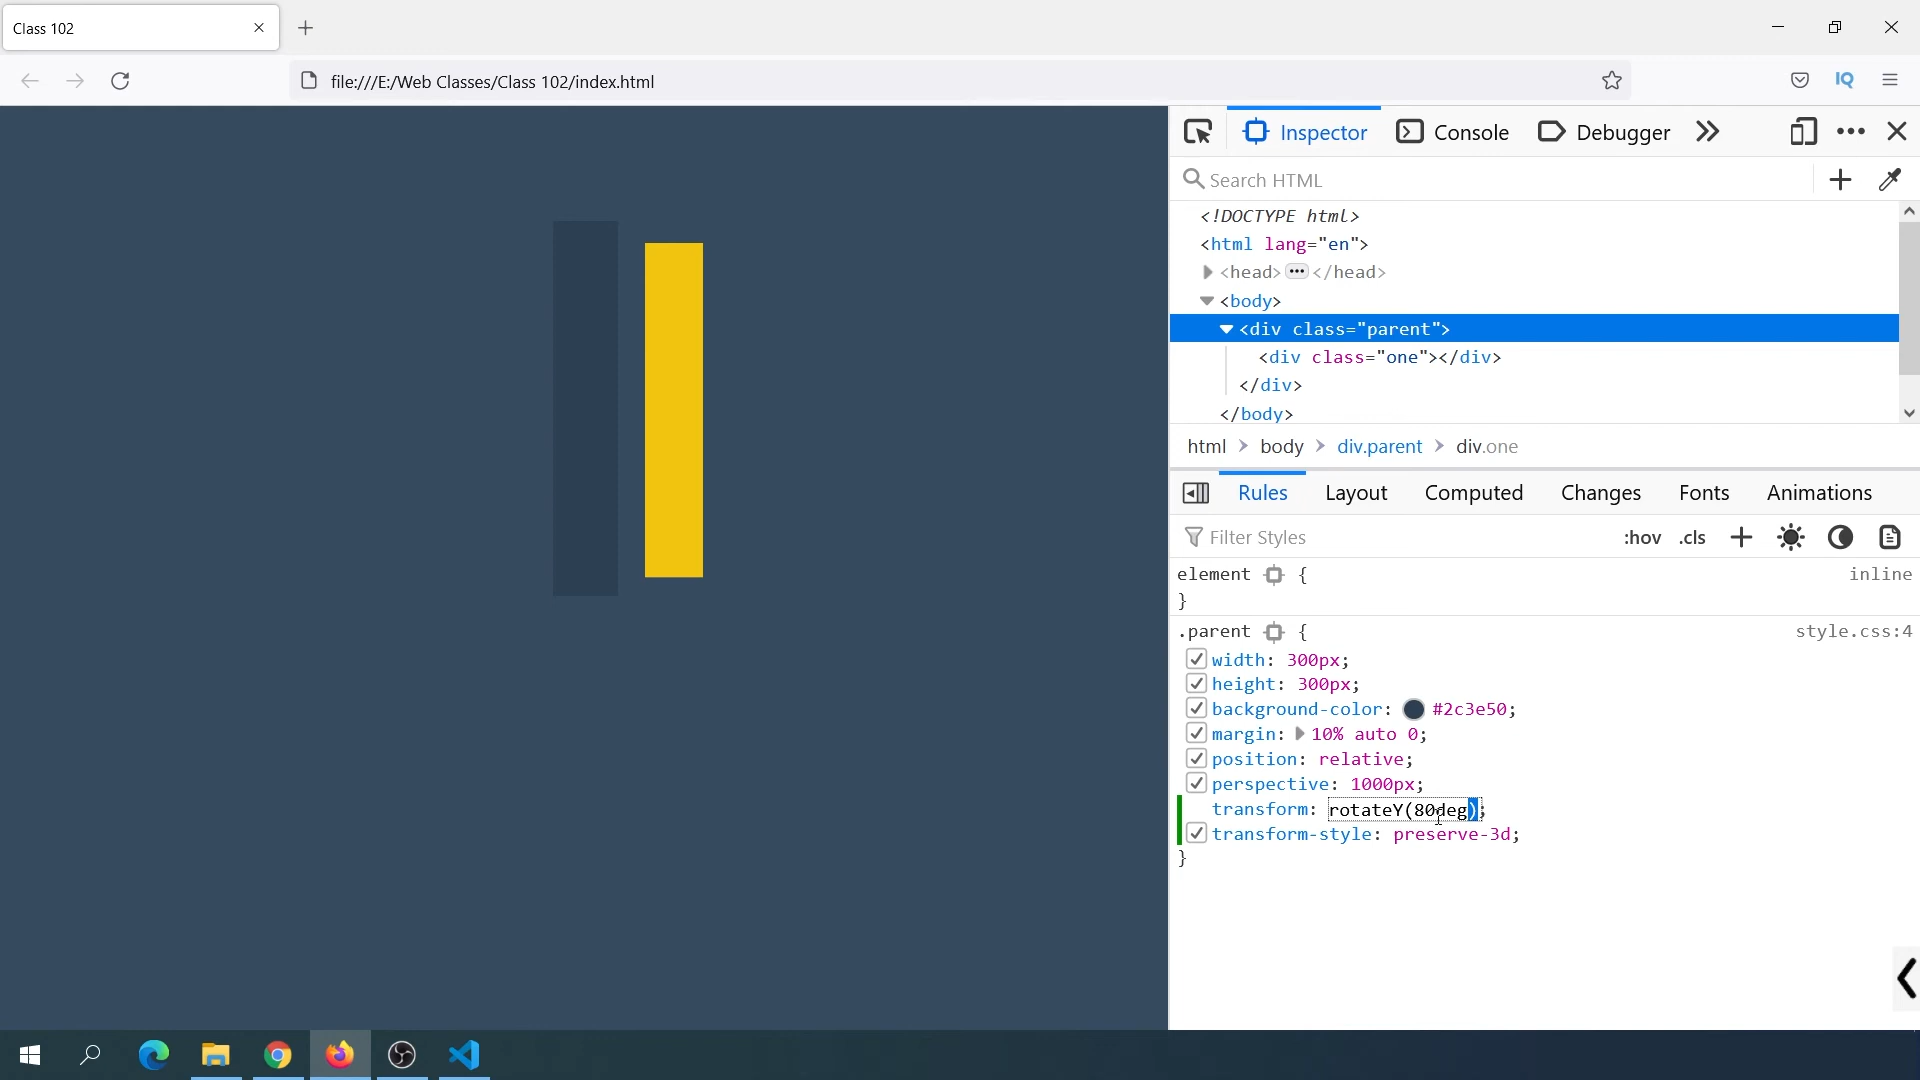 Class 102
file:///E:/Web Classes/Class 102/index.html
IQ
Inspector
Console
Debugger
Search HTML
<!DOCTYPE html>
<html lang="en">
<head> ••• </head>
<body>
<div class="parent">
<div class="one"></div>
</div>
</body>
html > body > div.parent > div.one
Rules Layout Computed Changes Fonts Animations
Filter Styles :hov .cls
element { inline
}
.parent { style.css:4
width: 300px;
height: 300px;
background-color: #2c3e50;
margin: 10% auto 0;
position: relative;
perspective: 1000px;
transform: rotateY(80deg);
transform-style: preserve-3d;
}